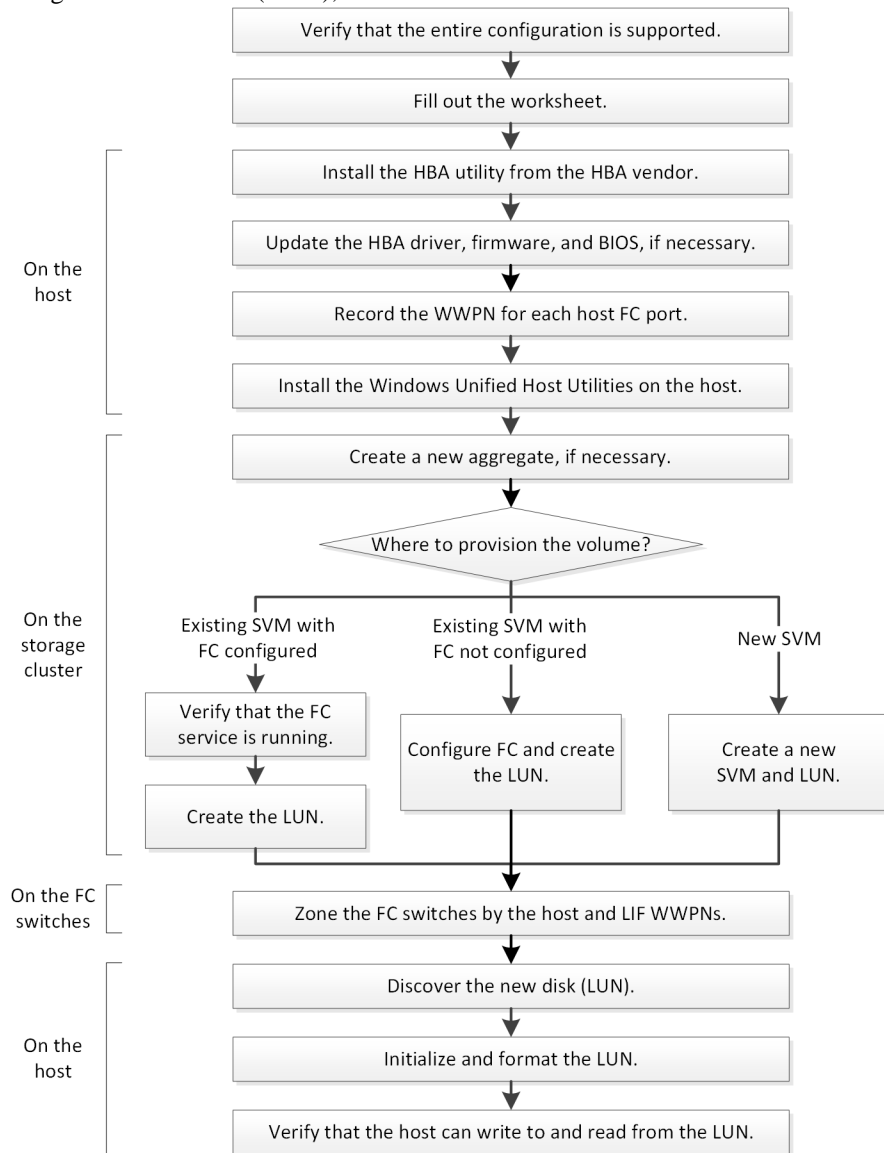 Verify that the entire configuration is supported.
Fill out the worksheet.
On the
host
Install the HBA utility from the HBA vendor.
Update the HBA driver, firmware, and BIOS, if necessary.
Record the WWPN for each host FC port.
Install the Windows Unified Host Utilities on the host.
On the
storage
cluster
Create a new aggregate, if necessary.
Where to provision the volume?
Existing SVM with
FC configured
Existing SVM with
FC not configured
New SVM
Verify that the FC
service is running.
Create the LUN.
Configure FC and create
the LUN.
Create a new
SVM and LUN.
On the FC
switches
Zone the FC switches by the host and LIF WWPNs.
On the
host
Discover the new disk (LUN).
Initialize and format the LUN.
Verify that the host can write to and read from the LUN.